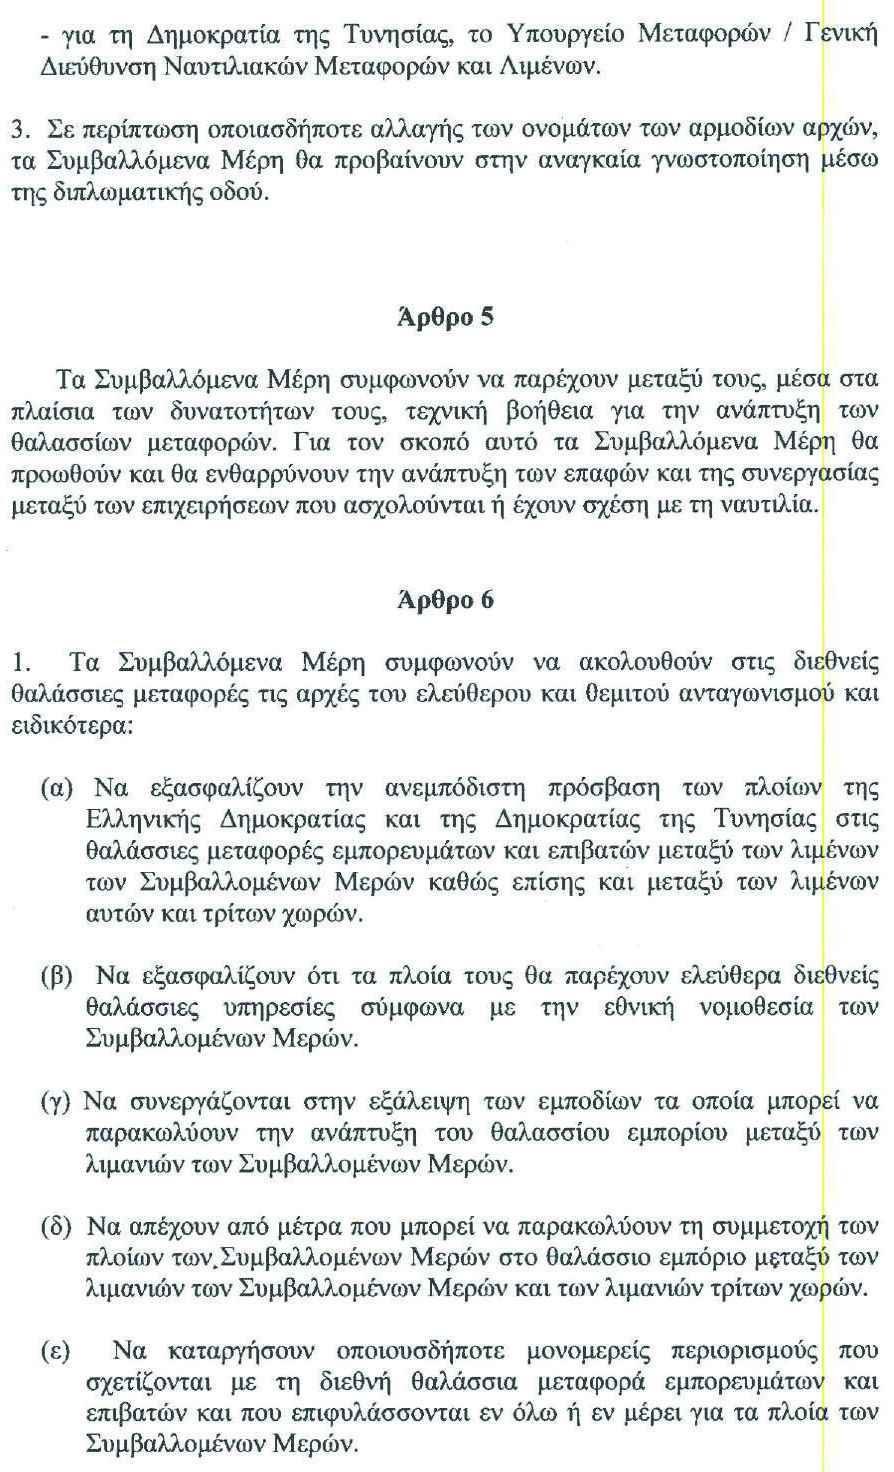 - για τη Δημοκρατία της Τυνησίας, το Υπουργείο Μεταφορών / Γενική
Διεύθυνση Ναυτιλιακών Μεταφορών και Λιμένων.
3. Σε περίπτωση οποιασδήποτε αλλαγής των ονομάτων των αρμοδίων αρχών,
τα Συμβαλλόμενα Μέρη θα προβαίνουν στην αναγκαία γνωστοποίηση μέσω
της διπλωματικής οδού.
Άρθρο 5
Τα Συμβαλλόμενα Μέρη συμφωνούν να παρέχουν μεταξύ τους, μέσα στα
πλαίσια των δυνατοτήτων τους, τεχνική βοήθεια για την ανάπτυξη των
θαλασσίων μεταφορών. Για τον σκοπό αυτό τα Συμβαλλόμενα Μέρη θα
προωθούν και θα ενθαρρύνουν την ανάπτυξη των επαφών και της συνεργασίας
μεταξύ των επιχειρήσεων που ασχολούνται ή έχουν σχέση με τη ναυτιλία.
Άρθρο 6
1. Τα Συμβαλλόμενα Μέρη συμφωνούν να ακολουθούν στις διεθνείς
θαλάσσιες μεταφορές τις αρχές του ελεύθερου και θεμιτού ανταγωνισμού και
ειδικότερα:
(α) Να εξασφαλίζουν την ανεμπόδιστη πρόσβαση των πλοίων της
Ελληνικής Δημοκρατίας και της Δημοκρατίας της Τυνησίας στις
θαλάσσιες μεταφορές εμπορευμάτων και επιβατών μεταξύ των λιμένων
των Συμβαλλομένων Μερών καθώς επίσης και μεταξύ των λιμένων
αυτών και τρίτων χωρών.
(β) Να εξασφαλίζουν ότι τα πλοία τους θα παρέχουν ελεύθερα διεθνείς
θαλάσσιες υπηρεσίες σύμφωνα με την εθνική νομοθεσία των
Συμβαλλομένων Μερών.
(γ) Να συνεργάζονται στην εξάλειψη των εμποδίων τα οποία μπορεί να
παρακωλύουν την ανάπτυξη του θαλασσίου εμπορίου μεταξύ των
λιμανιών των Συμβαλλομένων Μερών.
(δ) Να απέχουν από μέτρα που μπορεί να παρακωλύουν τη συμμετοχή των
πλοίων των Συμβαλλομένων Μερών στο θαλάσσιο εμπόριο μεταξύ των
λιμανιών των Συμβαλλομένων Μερών και των λιμανιών τρίτων χωρών.
(ε) Να καταργήσουν οποιουσδήποτε μονομερείς περιορισμούς που
σχετίζονται με τη διεθνή θαλάσσια μεταφορά εμπορευμάτων και
επιβατών και που επιφυλάσσονται εν όλω ή εν μέρει για τα πλοία των
Συμβαλλομένων Μερών.